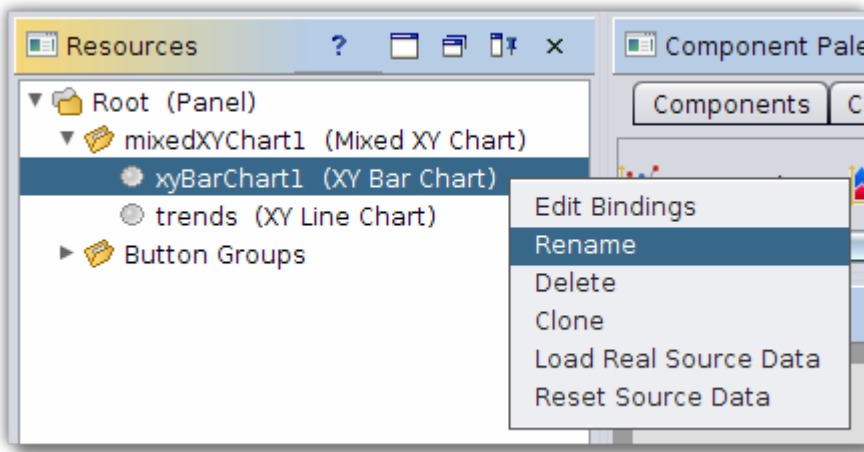 Resources ?
Component Pale
Components C
Root (Panel)
mixedXYChart1 (Mixed XY Chart)
xyBarChart1 (XY Bar Chart)
trends (XY Line Chart)
Button Groups
Edit Bindings
Rename
Delete
Clone
Load Real Source Data
Reset Source Data